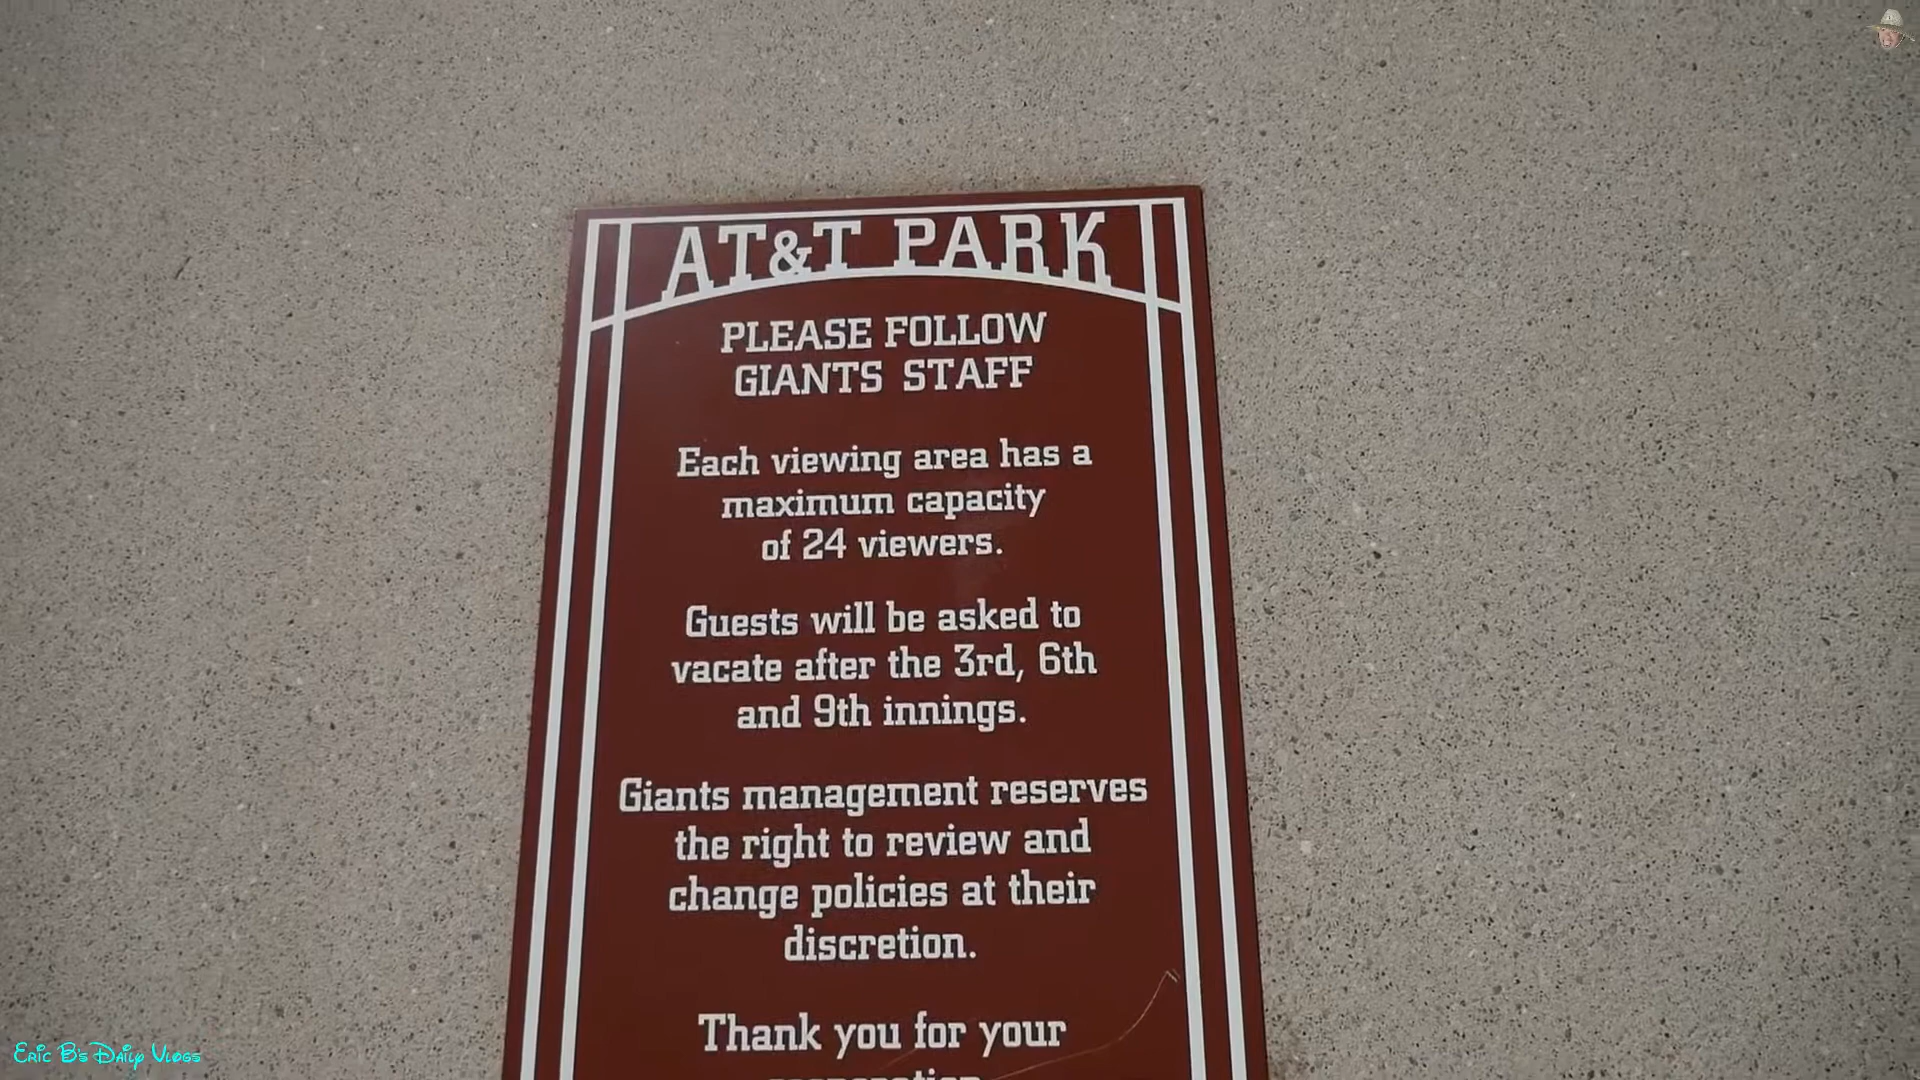 AT&T PARK
PLEASE FOLLOW
GIANTS STAFF
Each viewing area has a
maximum capacity
of 24 viewers.
Guests will be asked to
vacate after the 3rd, 6th
and 9th innings.
Giants management reserves
the right to review and
change policies at their
discretion.
Thank you for your
Eric B's Daily Vlogs